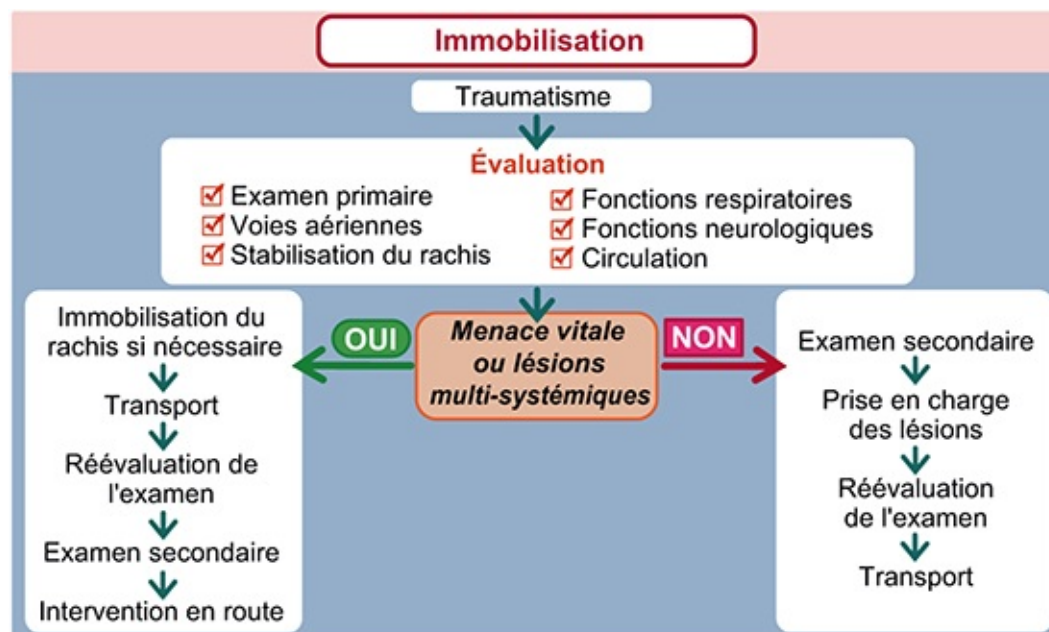 Immobilisation
Traumatisme
Évaluation
Examen primaire
Voies aériennes
Stabilisation du rachis
Fonctions respiratoires
Fonctions neurologiques
Circulation
Menace vitale
ou lésions
multi-systémiques
OUI
Immobilisation du
rachis si nécessaire
Transport
Réévaluation de
l'examen
Examen secondaire
Intervention en route
NON
Examen secondaire
Prise en charge
des lésions
Réévaluation
de l'examen
Transport